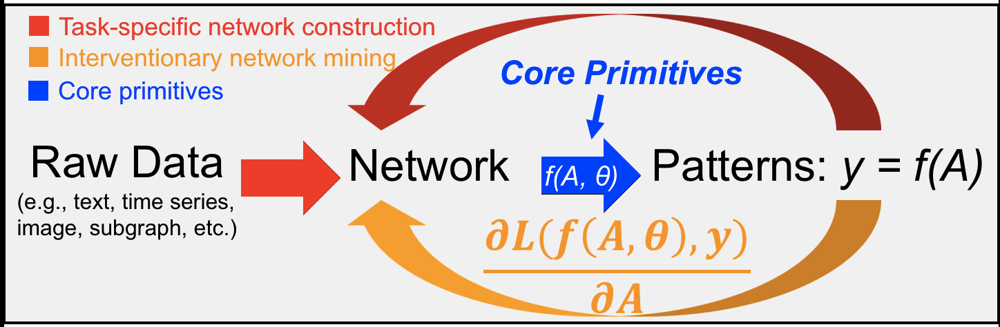 Task-specific network construction
Interventionary network mining
Core primitives
Core Primitives
Raw Data
(e.g., text, time series,
image, subgraph, etc.)
Network
f(A, θ)
Patterns: y = f(A)
∂L(f(A, θ), y)
∂A